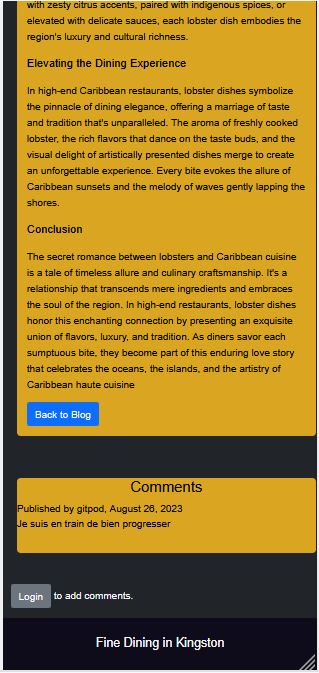 with zesty citrus accents, paired with indigenous spices, or
elevated with delicate sauces, each lobster dish embodies the
region's luxury and cultural richness.
Elevating the Dining Experience
In high-end Caribbean restaurants, lobster dishes symbolize
the pinnacle of dining elegance, offering a marriage of taste
and tradition that's unparalleled. The aroma of freshly cooked
lobster, the rich flavors that dance on the taste buds, and the
visual delight of artistically presented dishes merge to create
an unforgettable experience. Every bite evokes the allure of
Caribbean sunsets and the melody of waves gently lapping the
shores.
Conclusion
The secret romance between lobsters and Caribbean cuisine
is a tale of timeless allure and culinary craftsmanship. It's a
relationship that transcends mere ingredients and embraces
the soul of the region. In high-end restaurants, lobster dishes
honor this enchanting connection by presenting an exquisite
union of flavors, luxury, and tradition. As diners savor each
sumptuous bite, they become part of this enduring love story
that celebrates the oceans, the islands, and the artistry of
Caribbean haute cuisine
Back to Blog
Comments
Published by gitpod, August 26, 2023
Je suis en train de bien progresser
Login to add comments.
Fine Dining in Kingston